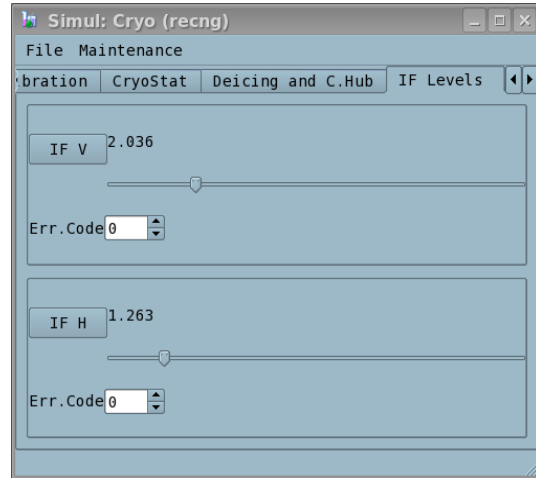 Simul: Cryo (recng)
File Maintenance
bration CryoStat Deicing and C.Hub IF Levels
IF V 2.036
Err.Code 0
IF H 1.263
Err.Code 0